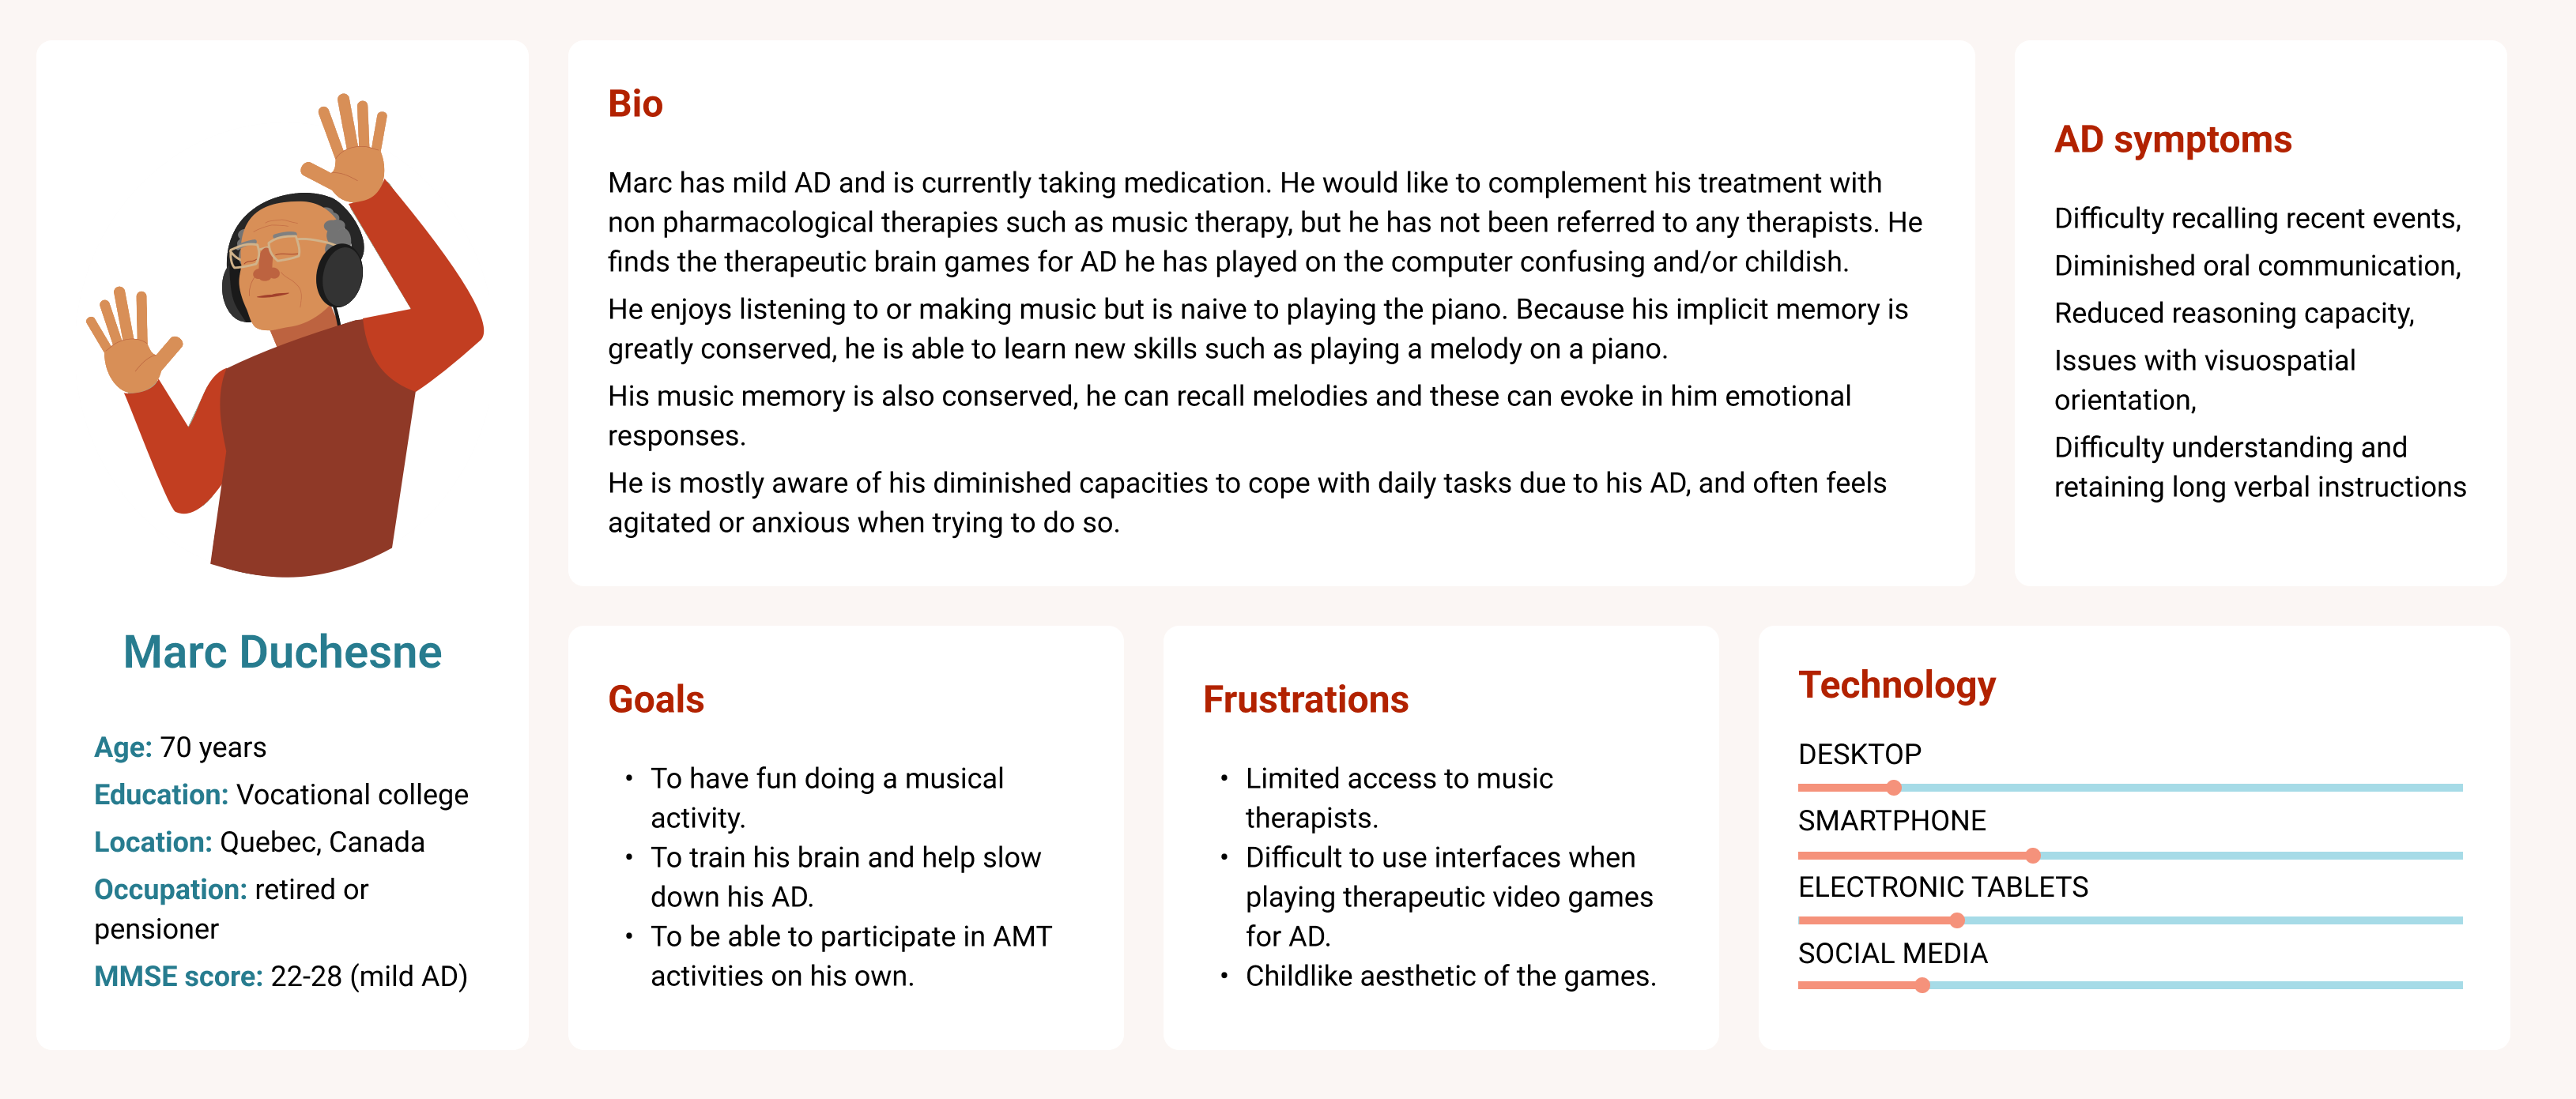 Marc Duchesne
Age: 70 years
Education: Vocational college
Location: Quebec, Canada
Occupation: retired or
pensioner
MMSE score: 22-28 (mild AD)
Bio
Marc has mild AD and is currently taking medication. He would like to complement his treatment with
non pharmacological therapies such as music therapy, but he has not been referred to any therapists. He
finds the therapeutic brain games for AD he has played on the computer confusing and/or childish.
He enjoys listening to or making music but is naive to playing the piano. Because his implicit memory is
greatly conserved, he is able to learn new skills such as playing a melody on a piano.
His music memory is also conserved, he can recall melodies and these can evoke in him emotional
responses.
He is mostly aware of his diminished capacities to cope with daily tasks due to his AD, and often feels
agitated or anxious when trying to do so.
AD symptoms
Difficulty recalling recent events,
Diminished oral communication,
Reduced reasoning capacity,
Issues with visuospatial
orientation,
Difficulty understanding and
retaining long verbal instructions
Goals
• To have fun doing a musical
activity.
• To train his brain and help slow
down his AD.
• To be able to participate in AMT
activities on his own.
Frustrations
• Limited access to music
therapists.
• Difficult to use interfaces when
playing therapeutic video games
for AD.
• Childlike aesthetic of the games.
Technology
DESKTOP
SMARTPHONE
ELECTRONIC TABLETS
SOCIAL MEDIA